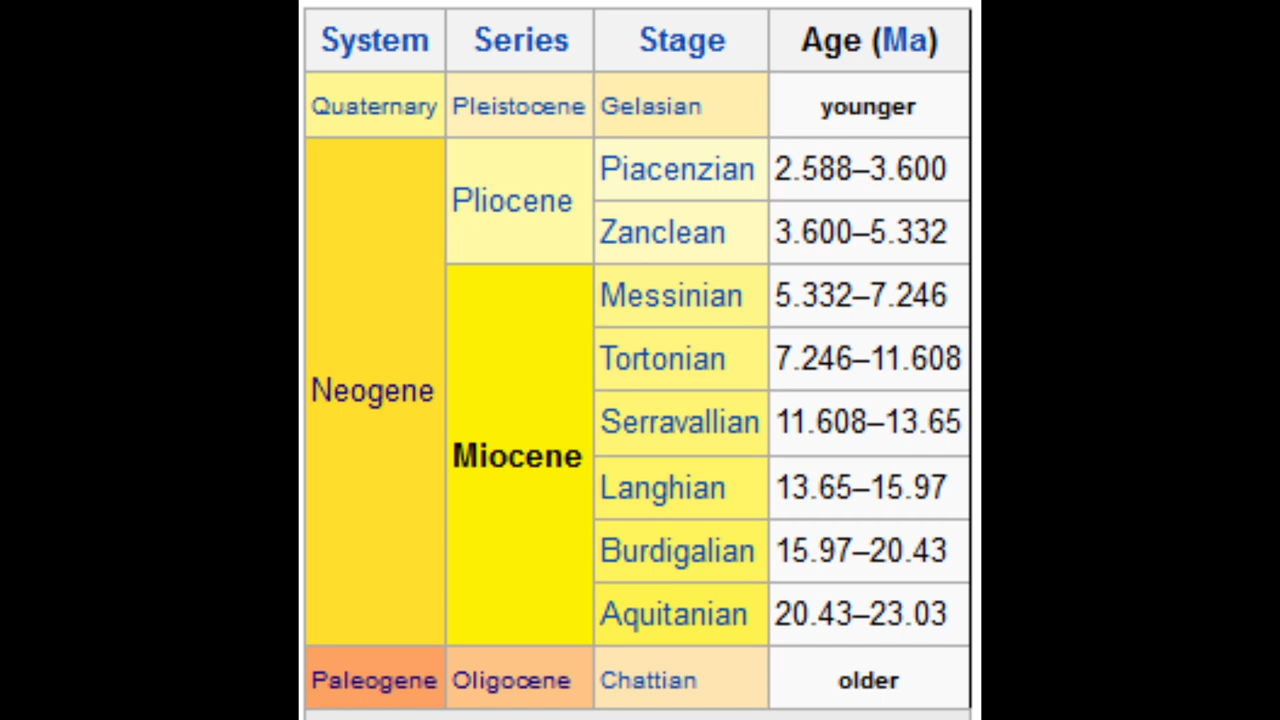 System Series Stage Age (Ma)
Quaternary Pleistocene Gelasian younger
Neogene Pliocene Piacenzian 2.588–3.600
Zanclean 3.600–5.332
Miocene Messinian 5.332–7.246
Tortonian 7.246–11.608
Serravallian 11.608–13.65
Langhian 13.65–15.97
Burdigalian 15.97–20.43
Aquitanian 20.43–23.03
Paleogene Oligocene Chattian older